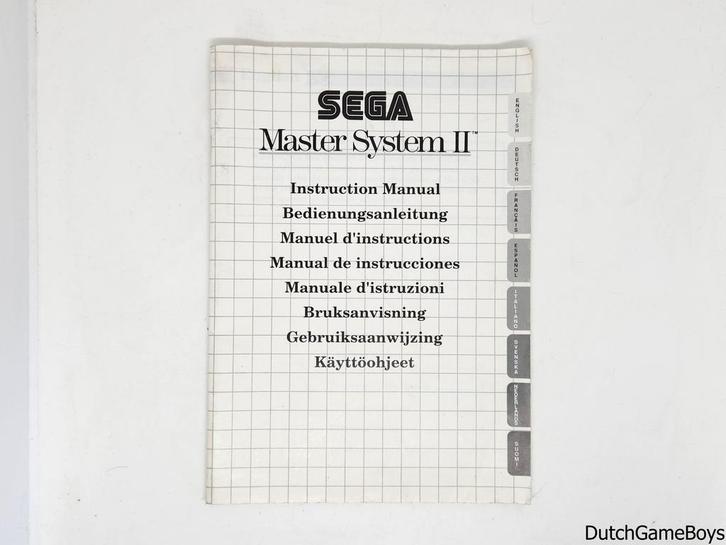 SEGA
Master System II™
Instruction Manual
Bedienungsanleitung
Manuel d'instructions
Manual de instrucciones
Manuale d'istruzioni
Bruksanvisning
Gebruiksaanwijzing
Käyttöohjeet
ENGLISH
DEUTSCH
FRANÇAIS
ESPAÑOL
ITALIANO
SVENSKA
NEDERLANDS
SUOMI
DutchGameBoys